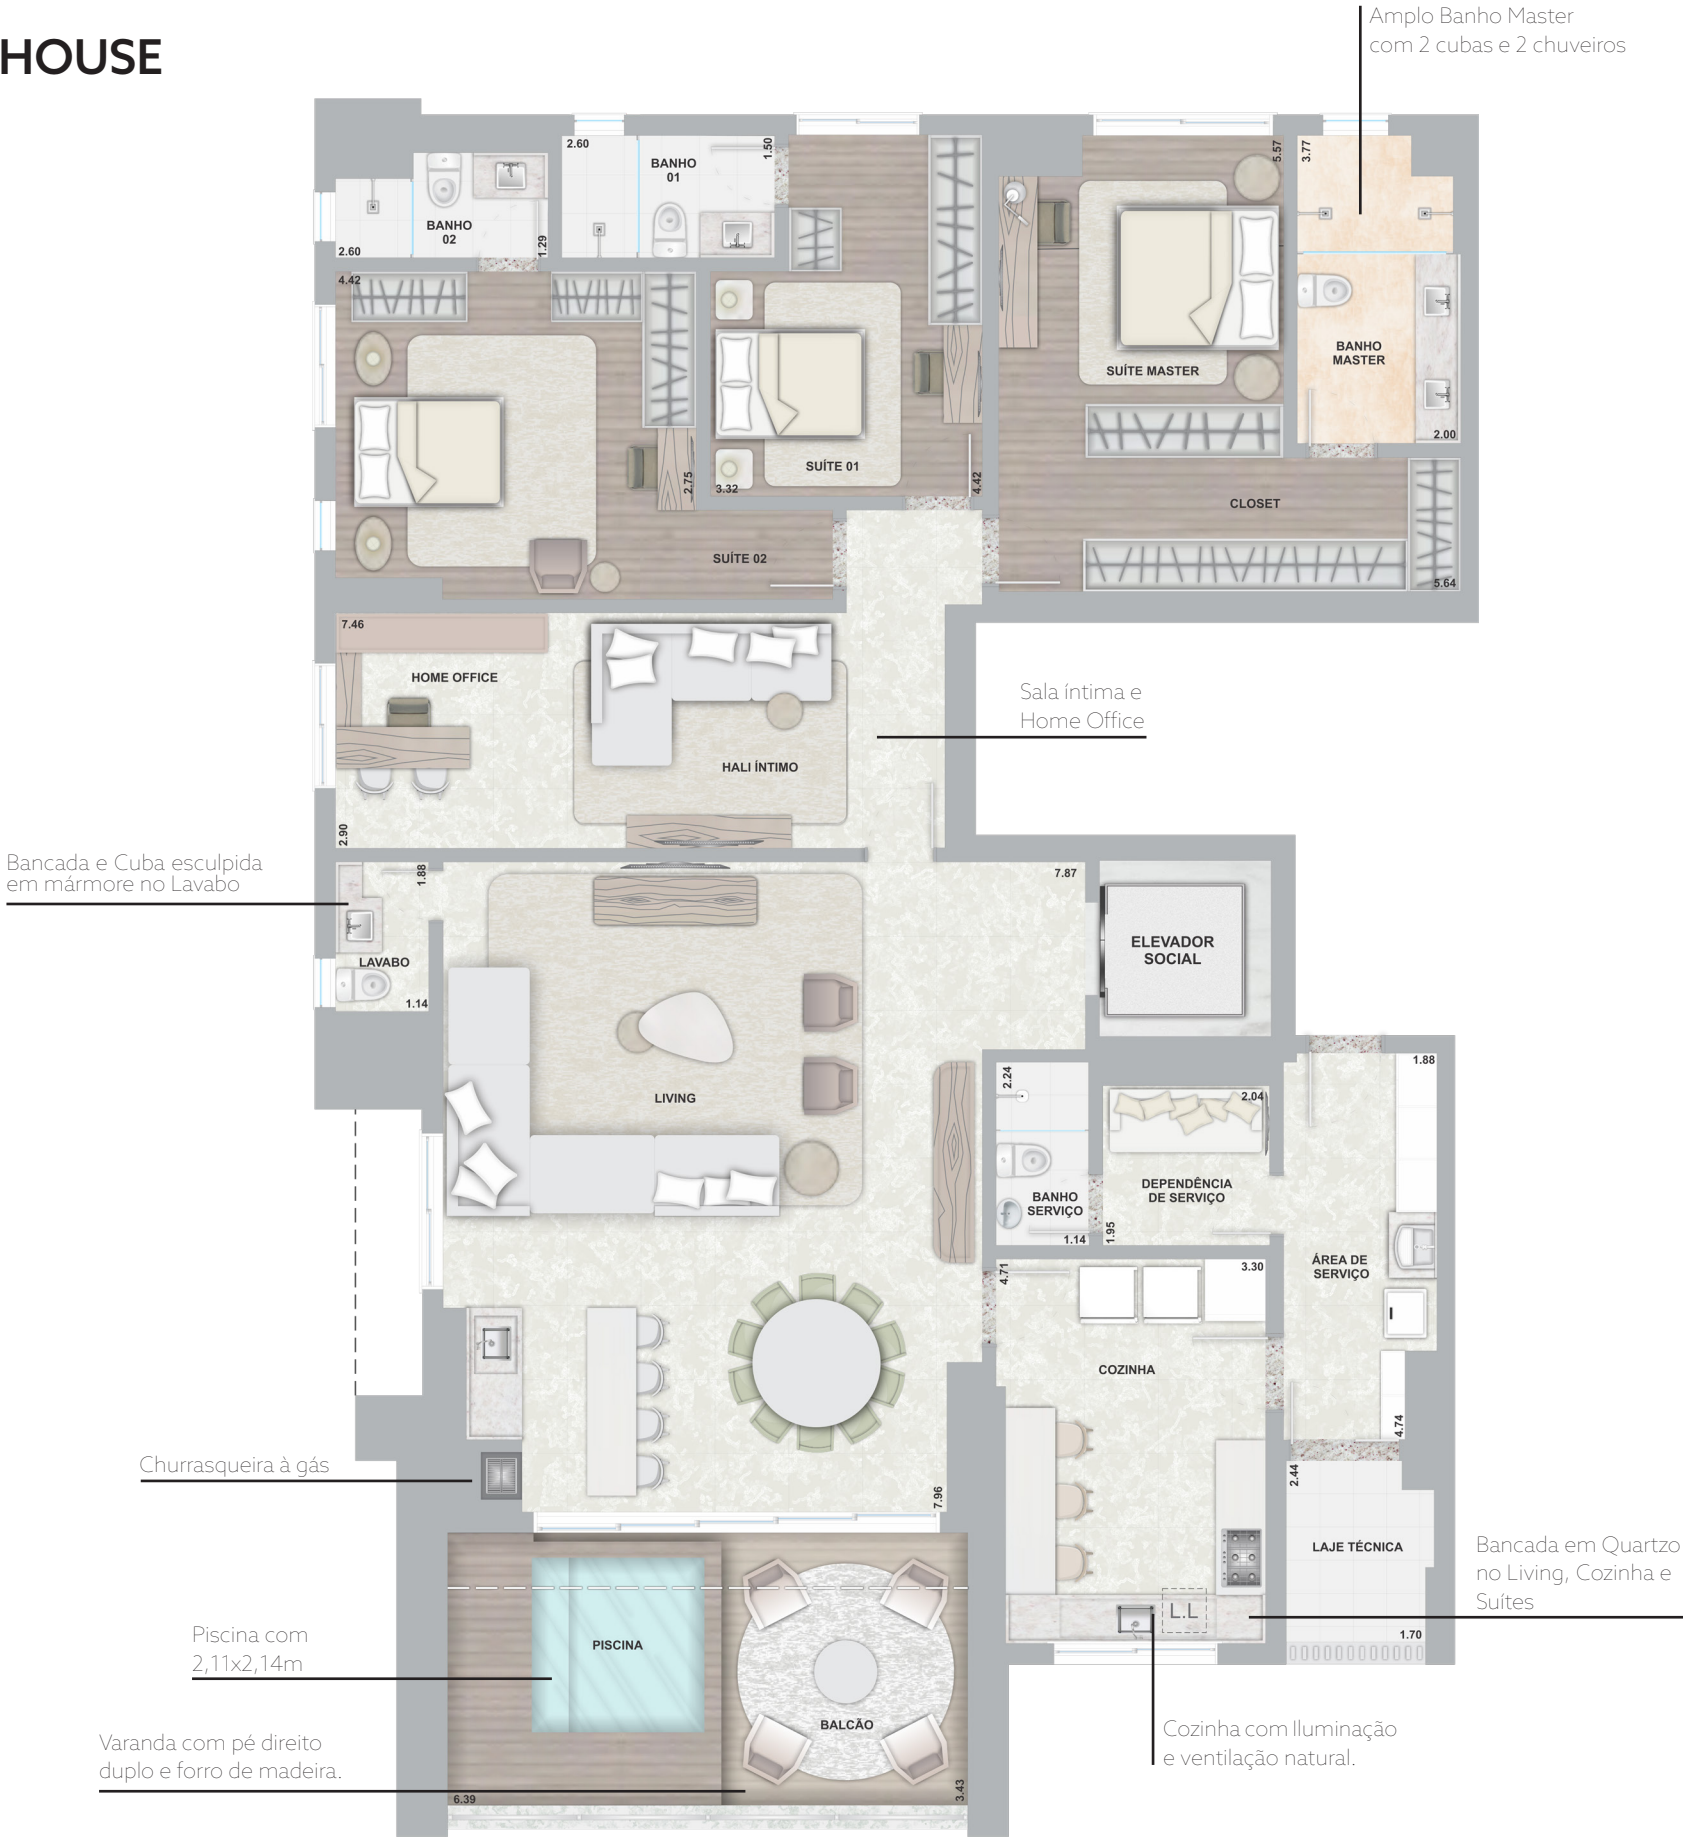 HOUSE
Amplo Banho Master
com 2 cubas e 2 chuveiros
2.60
1.50
BANHO
01
5.57
3.77
BANHO
02
2.60
1.29
4.42
BANHO
MASTER
SUÍTE MASTER
2.00
SUÍTE 01
2.75
3.32
4.42
CLOSET
SUÍTE 02
5.64
7.46
HOME OFFICE
Sala íntima e
Home Office
HALI ÍNTIMO
2.90
Bancada e Cuba esculpida
em mármore no Lavabo
1.88
7.87
ELEVADOR
SOCIAL
LAVABO
1.14
1.88
2.24
2.04
LIVING
DEPENDÊNCIA
DE SERVIÇO
BANHO
SERVIÇO
1.14
1.95
ÁREA DE
SERVIÇO
4.71
3.30
COZINHA
4.74
Churrasqueira à gás
2.44
7.96
LAJE TÉCNICA
Bancada em Quartzo
no Living, Cozinha e
Suítes
L.L
1.70
Piscina com
2,11x2,14m
PISCINA
BALCÃO
Cozinha com Iluminação
e ventilação natural.
Varanda com pé direito
duplo e forro de madeira.
6.39
3.43